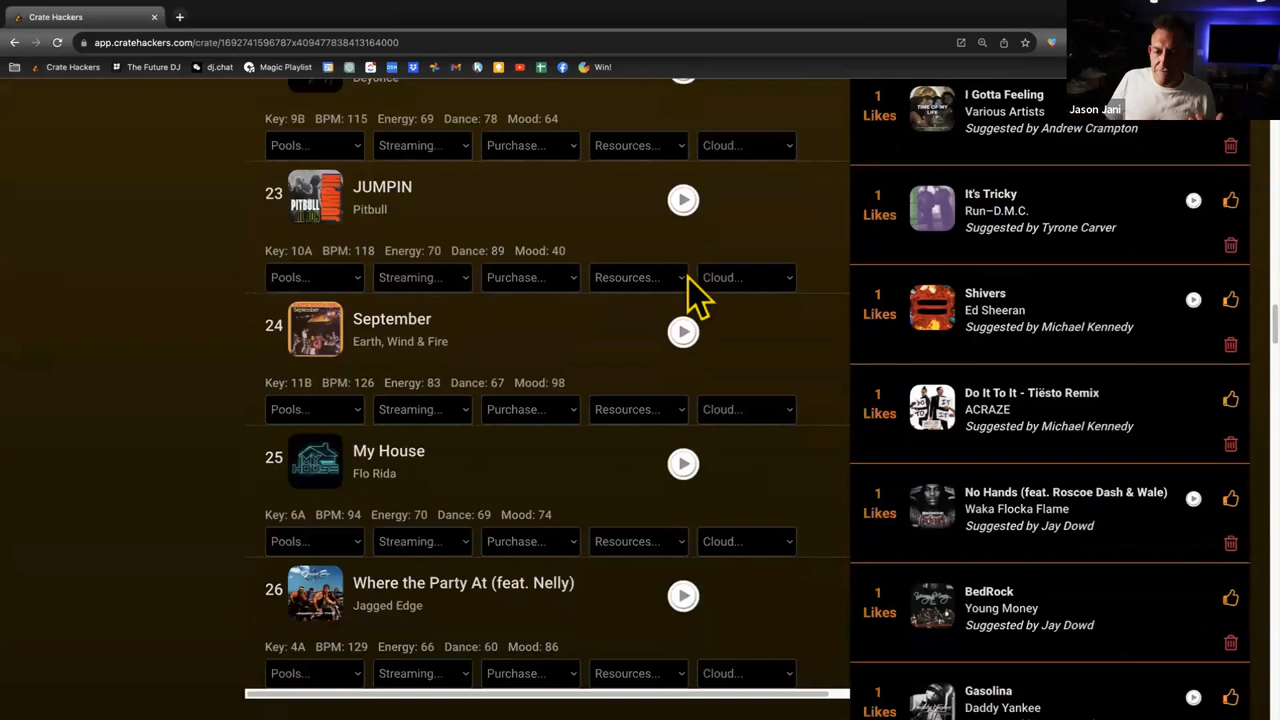 Crate Hackers
app.cratehackers.com/crate/1692741596787x409477838413164000
Crate Hackers
The Future DJ
dj.chat
Magic Playlist
Win!
Jason Jani
Beyoncé
Key: 9B BPM: 115 Energy: 69 Dance: 78 Mood: 64
Pools... Streaming... Purchase... Resources... Cloud...
23
JUMPIN
Pitbull
Key: 10A BPM: 118 Energy: 70 Dance: 89 Mood: 40
Pools... Streaming... Purchase... Resources... Cloud...
24
September
Earth, Wind & Fire
Key: 11B BPM: 126 Energy: 83 Dance: 67 Mood: 98
Pools... Streaming... Purchase... Resources... Cloud...
25
My House
Flo Rida
Key: 6A BPM: 94 Energy: 70 Dance: 69 Mood: 74
Pools... Streaming... Purchase... Resources... Cloud...
26
Where the Party At (feat. Nelly)
Jagged Edge
Key: 4A BPM: 129 Energy: 66 Dance: 60 Mood: 86
Pools... Streaming... Purchase... Resources... Cloud...
1
Likes
I Gotta Feeling
Various Artists
Suggested by Andrew Crampton
1
Likes
It's Tricky
Run–D.M.C.
Suggested by Tyrone Carver
1
Likes
Shivers
Ed Sheeran
Suggested by Michael Kennedy
1
Likes
Do It To It - Tiësto Remix
ACRAZE
Suggested by Michael Kennedy
1
Likes
No Hands (feat. Roscoe Dash & Wale)
Waka Flocka Flame
Suggested by Jay Dowd
1
Likes
BedRock
Young Money
Suggested by Jay Dowd
1
Likes
Gasolina
Daddy Yankee